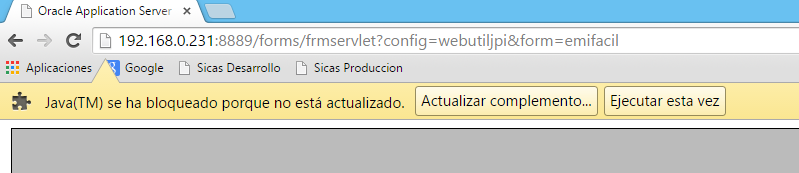 Oracle Application Server
192.168.0.231:8889/forms/frmservlet?config=webutiljpi&form=emifacil
Aplicaciones Google Sicas Desarrollo Sicas Produccion
Java(TM) se ha bloqueado porque no está actualizado. Actualizar complemento... Ejecutar esta vez